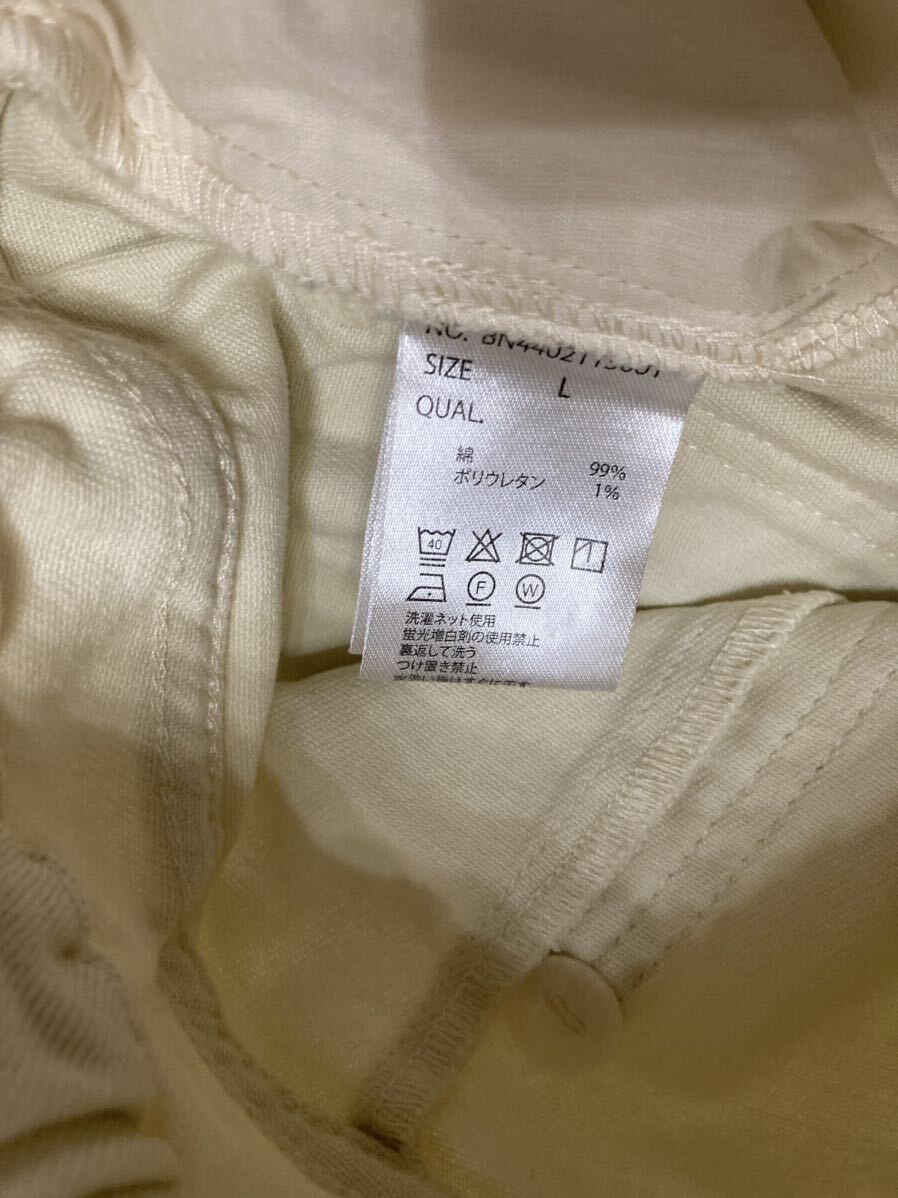 SIZE L
QUAL.
綿 99%
ポリウレタン 1%
40
F W
洗濯ネット使用
蛍光増白剤の使用禁止
裏返して洗う
つけ置き禁止